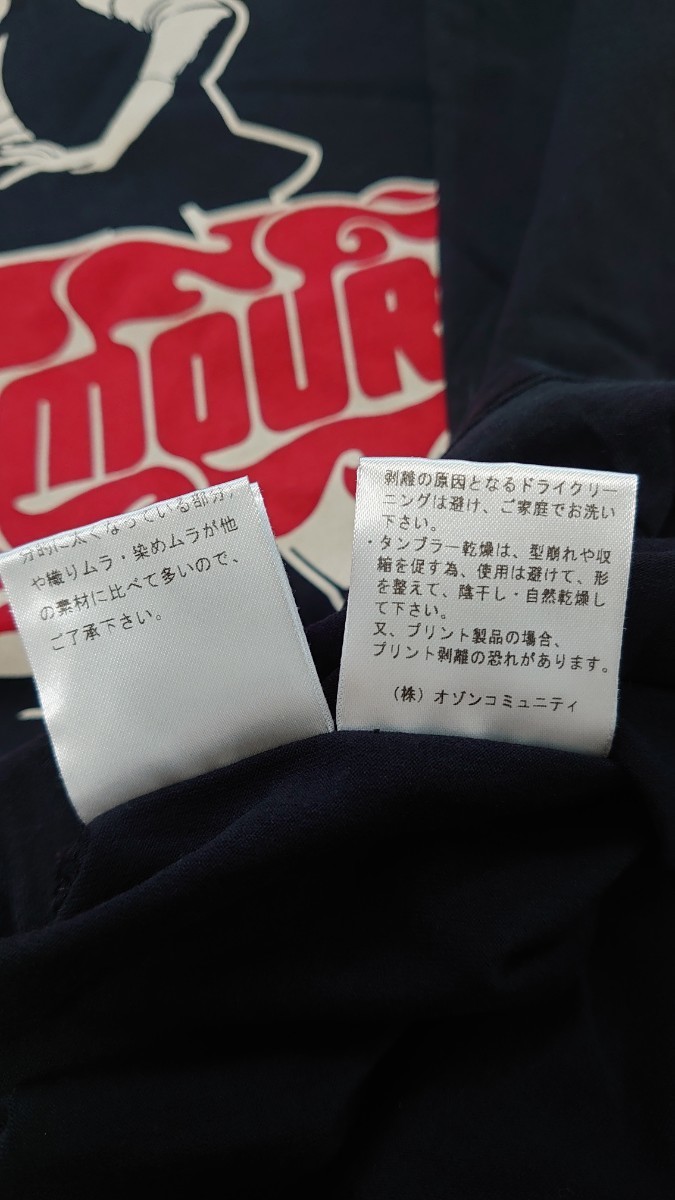 MOUR
分的に太くなっている部分,
や織りムラ・染めムラが他
の素材に比べて多いので、
ご了承下さい。
剥離の原因となるドライクリー
ニングは避け、ご家庭でお洗い
下さい。
・タンブラー乾燥は、型崩れや収
縮を促す為、使用は避けて、形
を整えて、陰干し・自然乾燥し
て下さい。
又、プリント製品の場合、
プリント剥離の恐れがあります。
（株）オゾンコミュニティ